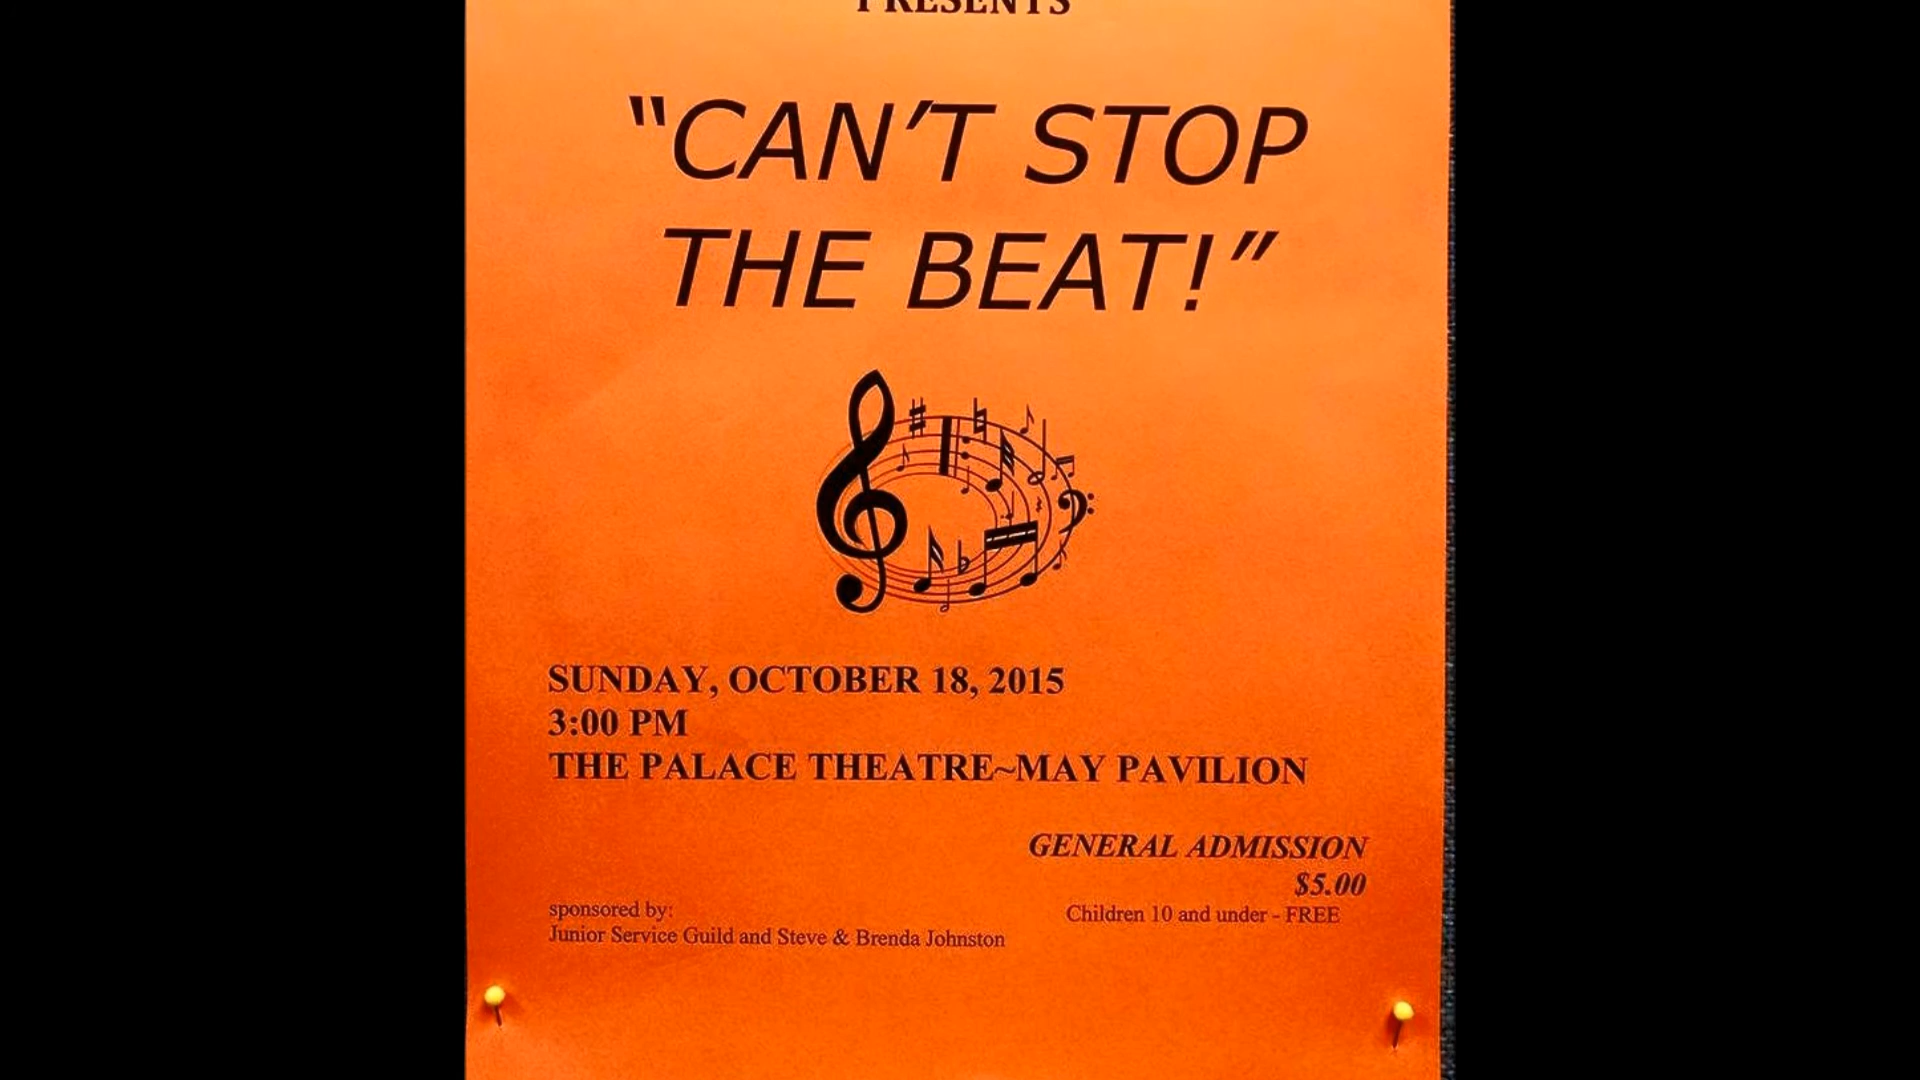 PRESENTS
“CAN’T STOP
THE BEAT!”
SUNDAY, OCTOBER 18, 2015
3:00 PM
THE PALACE THEATRE~MAY PAVILION
GENERAL ADMISSION
$5.00
Children 10 and under - FREE
sponsored by:
Junior Service Guild and Steve & Brenda Johnston